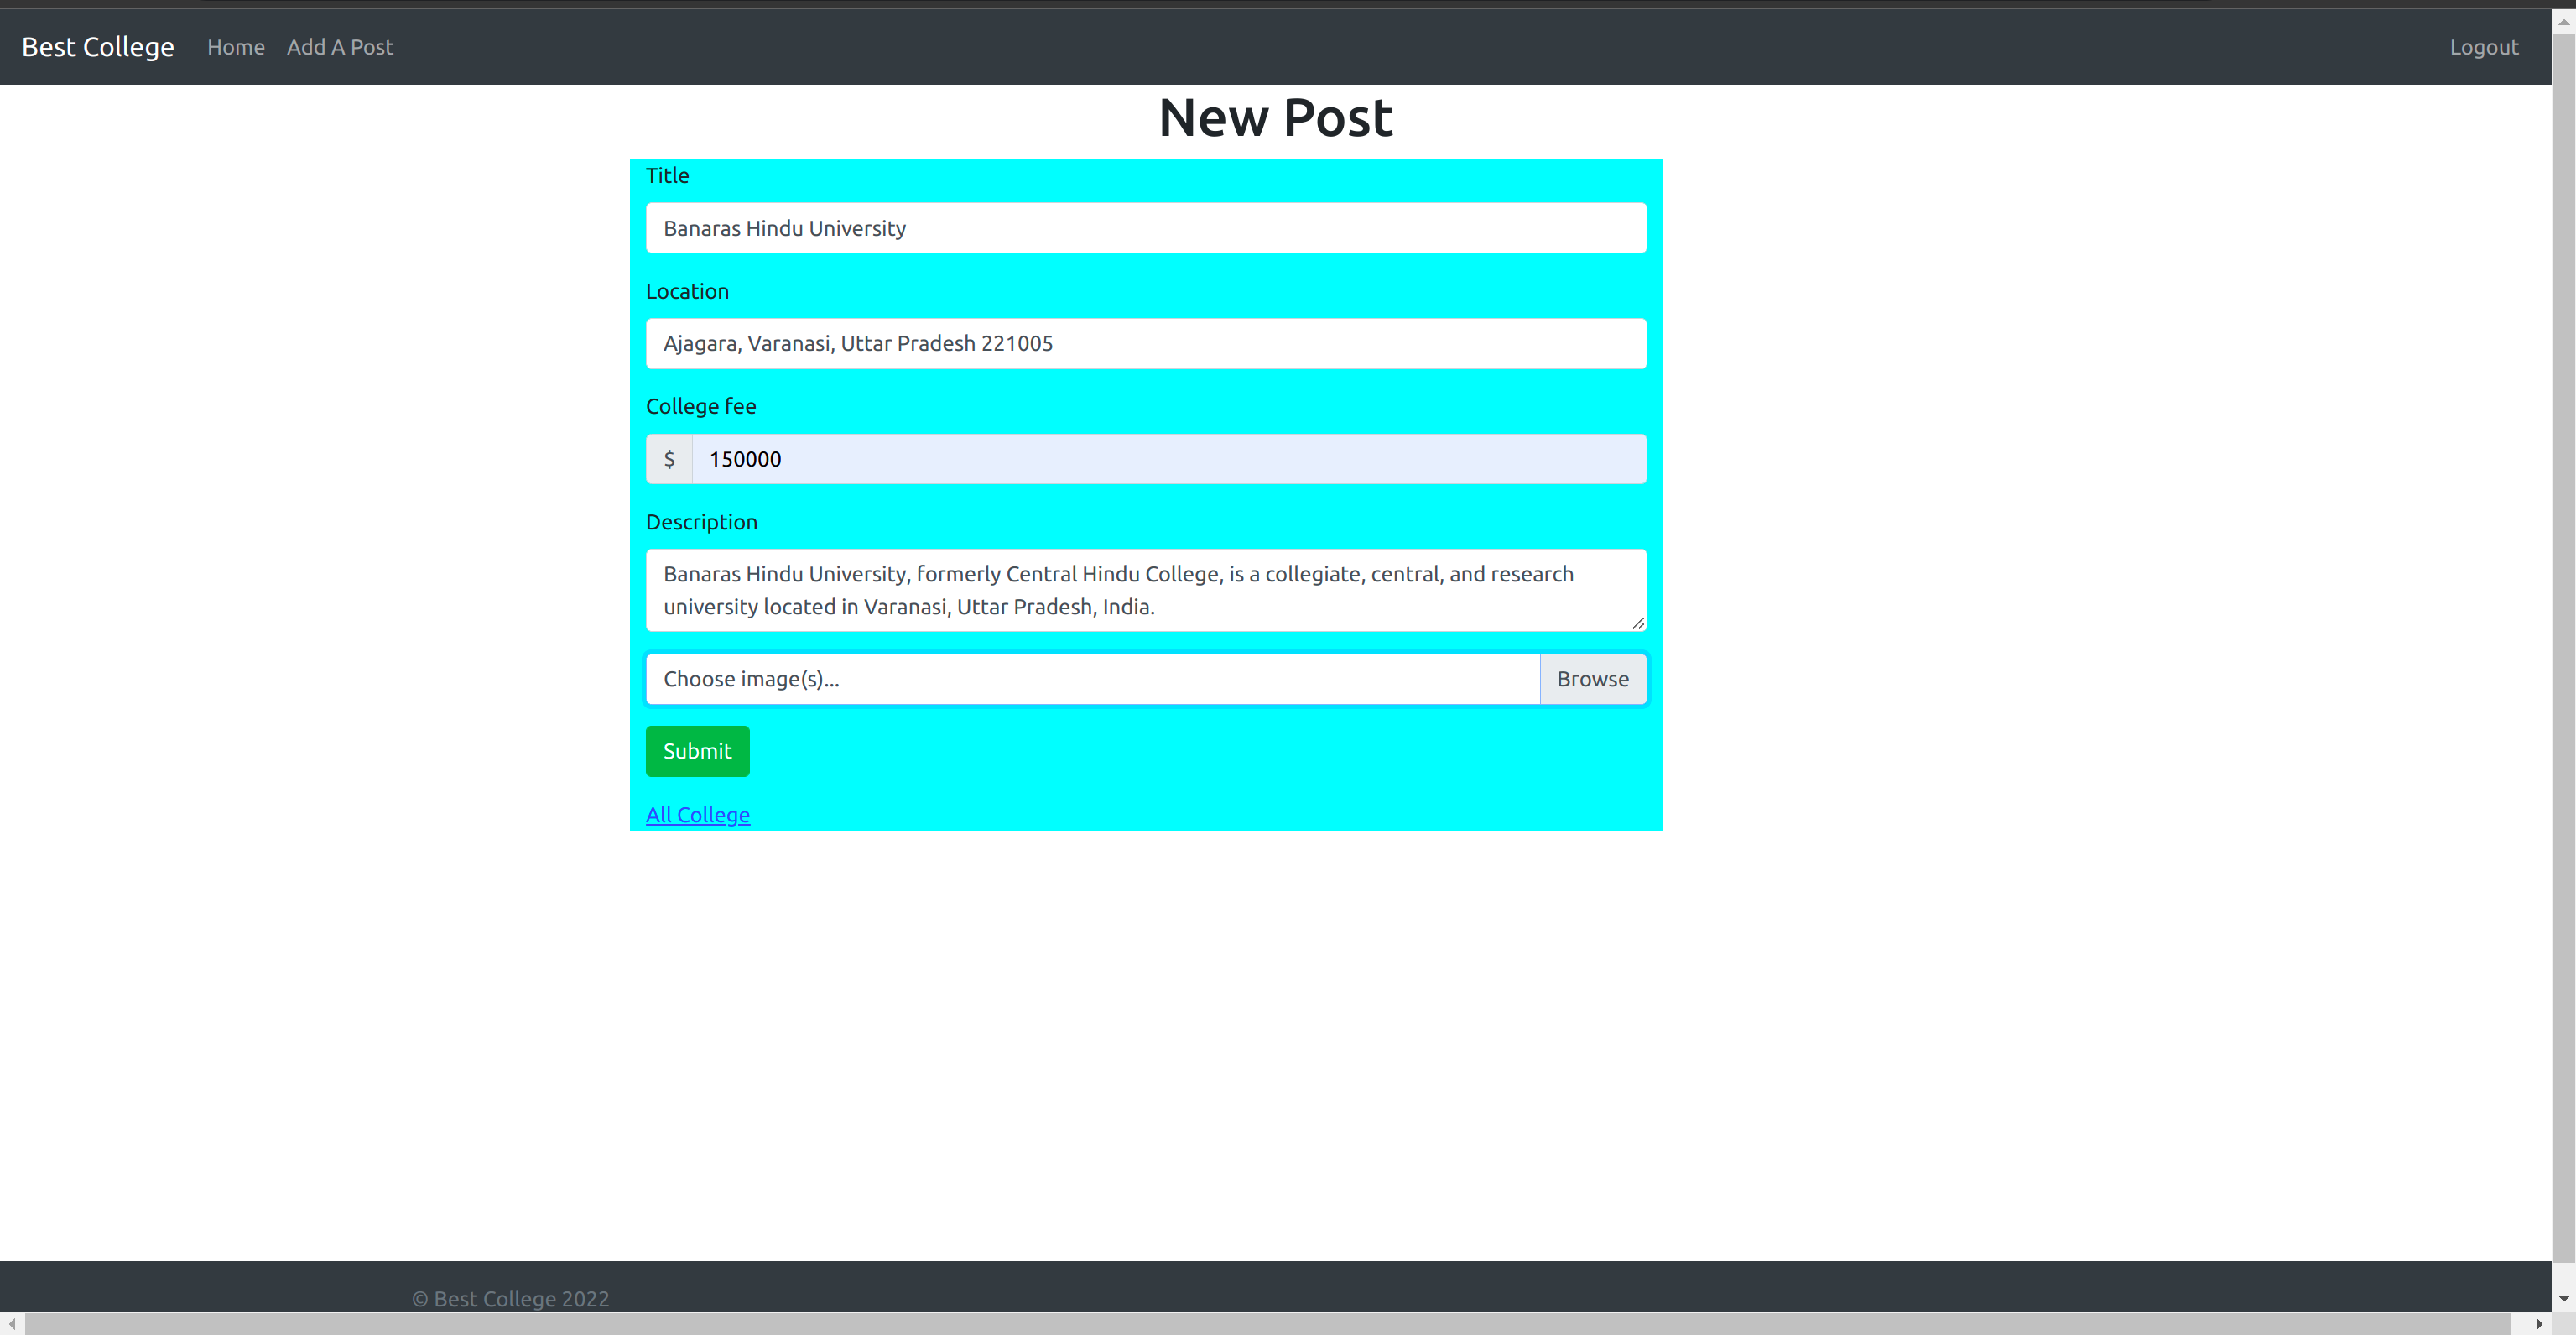 Best College Home Add A Post Logout
New Post
Title
Banaras Hindu University
Location
Ajagara, Varanasi, Uttar Pradesh 221005
College fee
$ 150000
Description
Banaras Hindu University, formerly Central Hindu College, is a collegiate, central, and research
university located in Varanasi, Uttar Pradesh, India.
Choose image(s)... Browse
Submit
All College
© Best College 2022